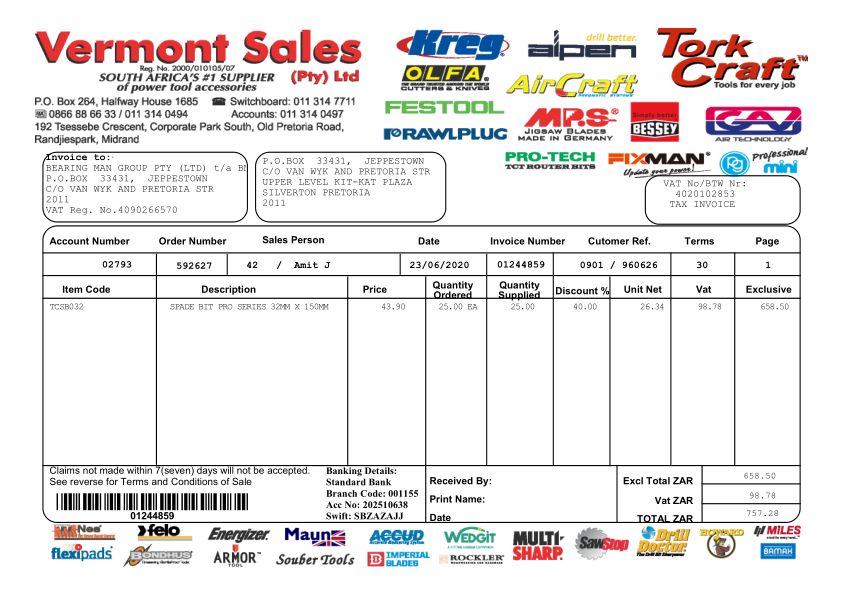 Vermont Sales
Reg. No. 2000/010105/07
SOUTH AFRICA'S #1 SUPPLIER
of power tool accessories
(Pty) Ltd
P.O. Box 264, Halfway House 1685 ☎ Switchboard: 011 314 7711
0866 88 66 33 / 011 314 0494 Accounts: 011 314 0497
192 Tsessebe Crescent, Corporate Park South, Old Pretoria Road,
Randjiespark, Midrand
Kreg
drill better.
alpen
Tork Craft™
Tools for every job
OLFA
CUTTERS & KNIVES
AirCraft
PNEUMATIC SYSTEMS
FESTOOL
MPS
JIGSAW BLADES
MADE IN GERMANY
Simply better
BESSEY
GAV
AIR TECHNOLOGY
RAWLPLUG
PRO-TECH
TCT ROUTER BITS
FIXMAN
Update your power!
PG
Professional
mini
Invoice to:
BEARING MAN GROUP PTY (LTD) t/a
P.O.BOX 33431, JEPPESTOWN
C/O VAN WYK AND PRETORIA STR
2011
VAT Reg. No.4090266570
P.O.BOX 33431, JEPPESTOWN
C/O VAN WYK AND PRETORIA STR
UPPER LEVEL KIT-KAT PLAZA
SILVERTON PRETORIA
2011
VAT No/BTW Nr:
4020102853
TAX INVOICE
Account Number Order Number Sales Person Date Invoice Number Cutomer Ref. Terms Page
02793 592627 42 / Amit J 23/06/2020 01244859 0901 / 960626 30 1
Item Code Description Price Quantity Ordered Quantity Supplied Discount % Unit Net Vat Exclusive
TCSB032 SPADE BIT PRO SERIES 32MM X 150MM 43.90 25.00 EA 25.00 40.00 26.34 98.78 658.50
Claims not made within 7(seven) days will not be accepted.
See reverse for Terms and Conditions of Sale
01244859
Banking Details:
Standard Bank
Branch Code: 001155
Acc No: 202510638
Swift: SBZAZAJJ
Received By:
Print Name:
Date
Excl Total ZAR 658.50
Vat ZAR 98.78
TOTAL ZAR 757.28
felo
Energizer.
Maun
ACCUD
WEDGIT
MULTI-SHARP
SawStop
Drill Doctor
The Drill Bit Sharpener
HOWARD
MILES
flexipads
BONDHUS
ARMOR
TOOL
Souber Tools
IMPERIAL
BLADES
ROCKLER
BAMAX